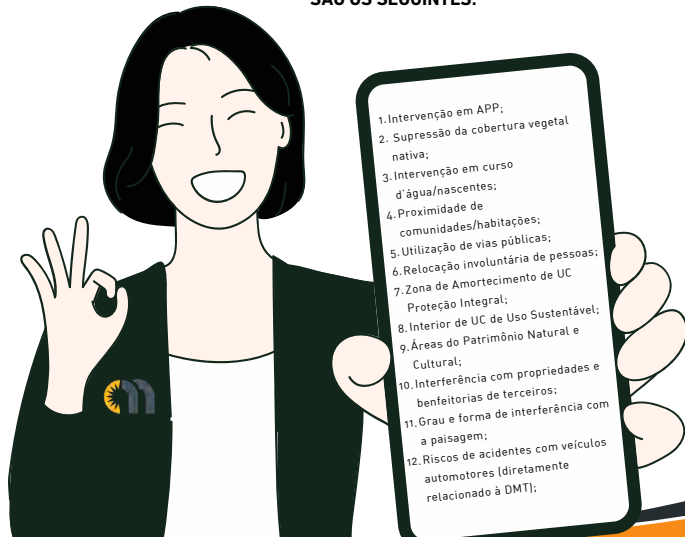 SÃO OS SEGUINTES:
1. Intervenção em APP;
2. Supressão da cobertura vegetal
nativa;
3. Intervenção em curso
d'água/nascentes;
4. Proximidade de
comunidades/habitações;
5. Utilização de vias públicas;
6. Relocação involuntária de pessoas;
7. Zona de Amortecimento de UC
Proteção Integral;
8. Interior de UC de Uso Sustentável;
9. Áreas do Patrimônio Natural e
Cultural;
10. Interferência com propriedades e
benfeitorias de terceiros;
11. Grau e forma de interferência com
a paisagem;
12. Riscos de acidentes com veículos
automotores (diretamente
relacionado à DMT);